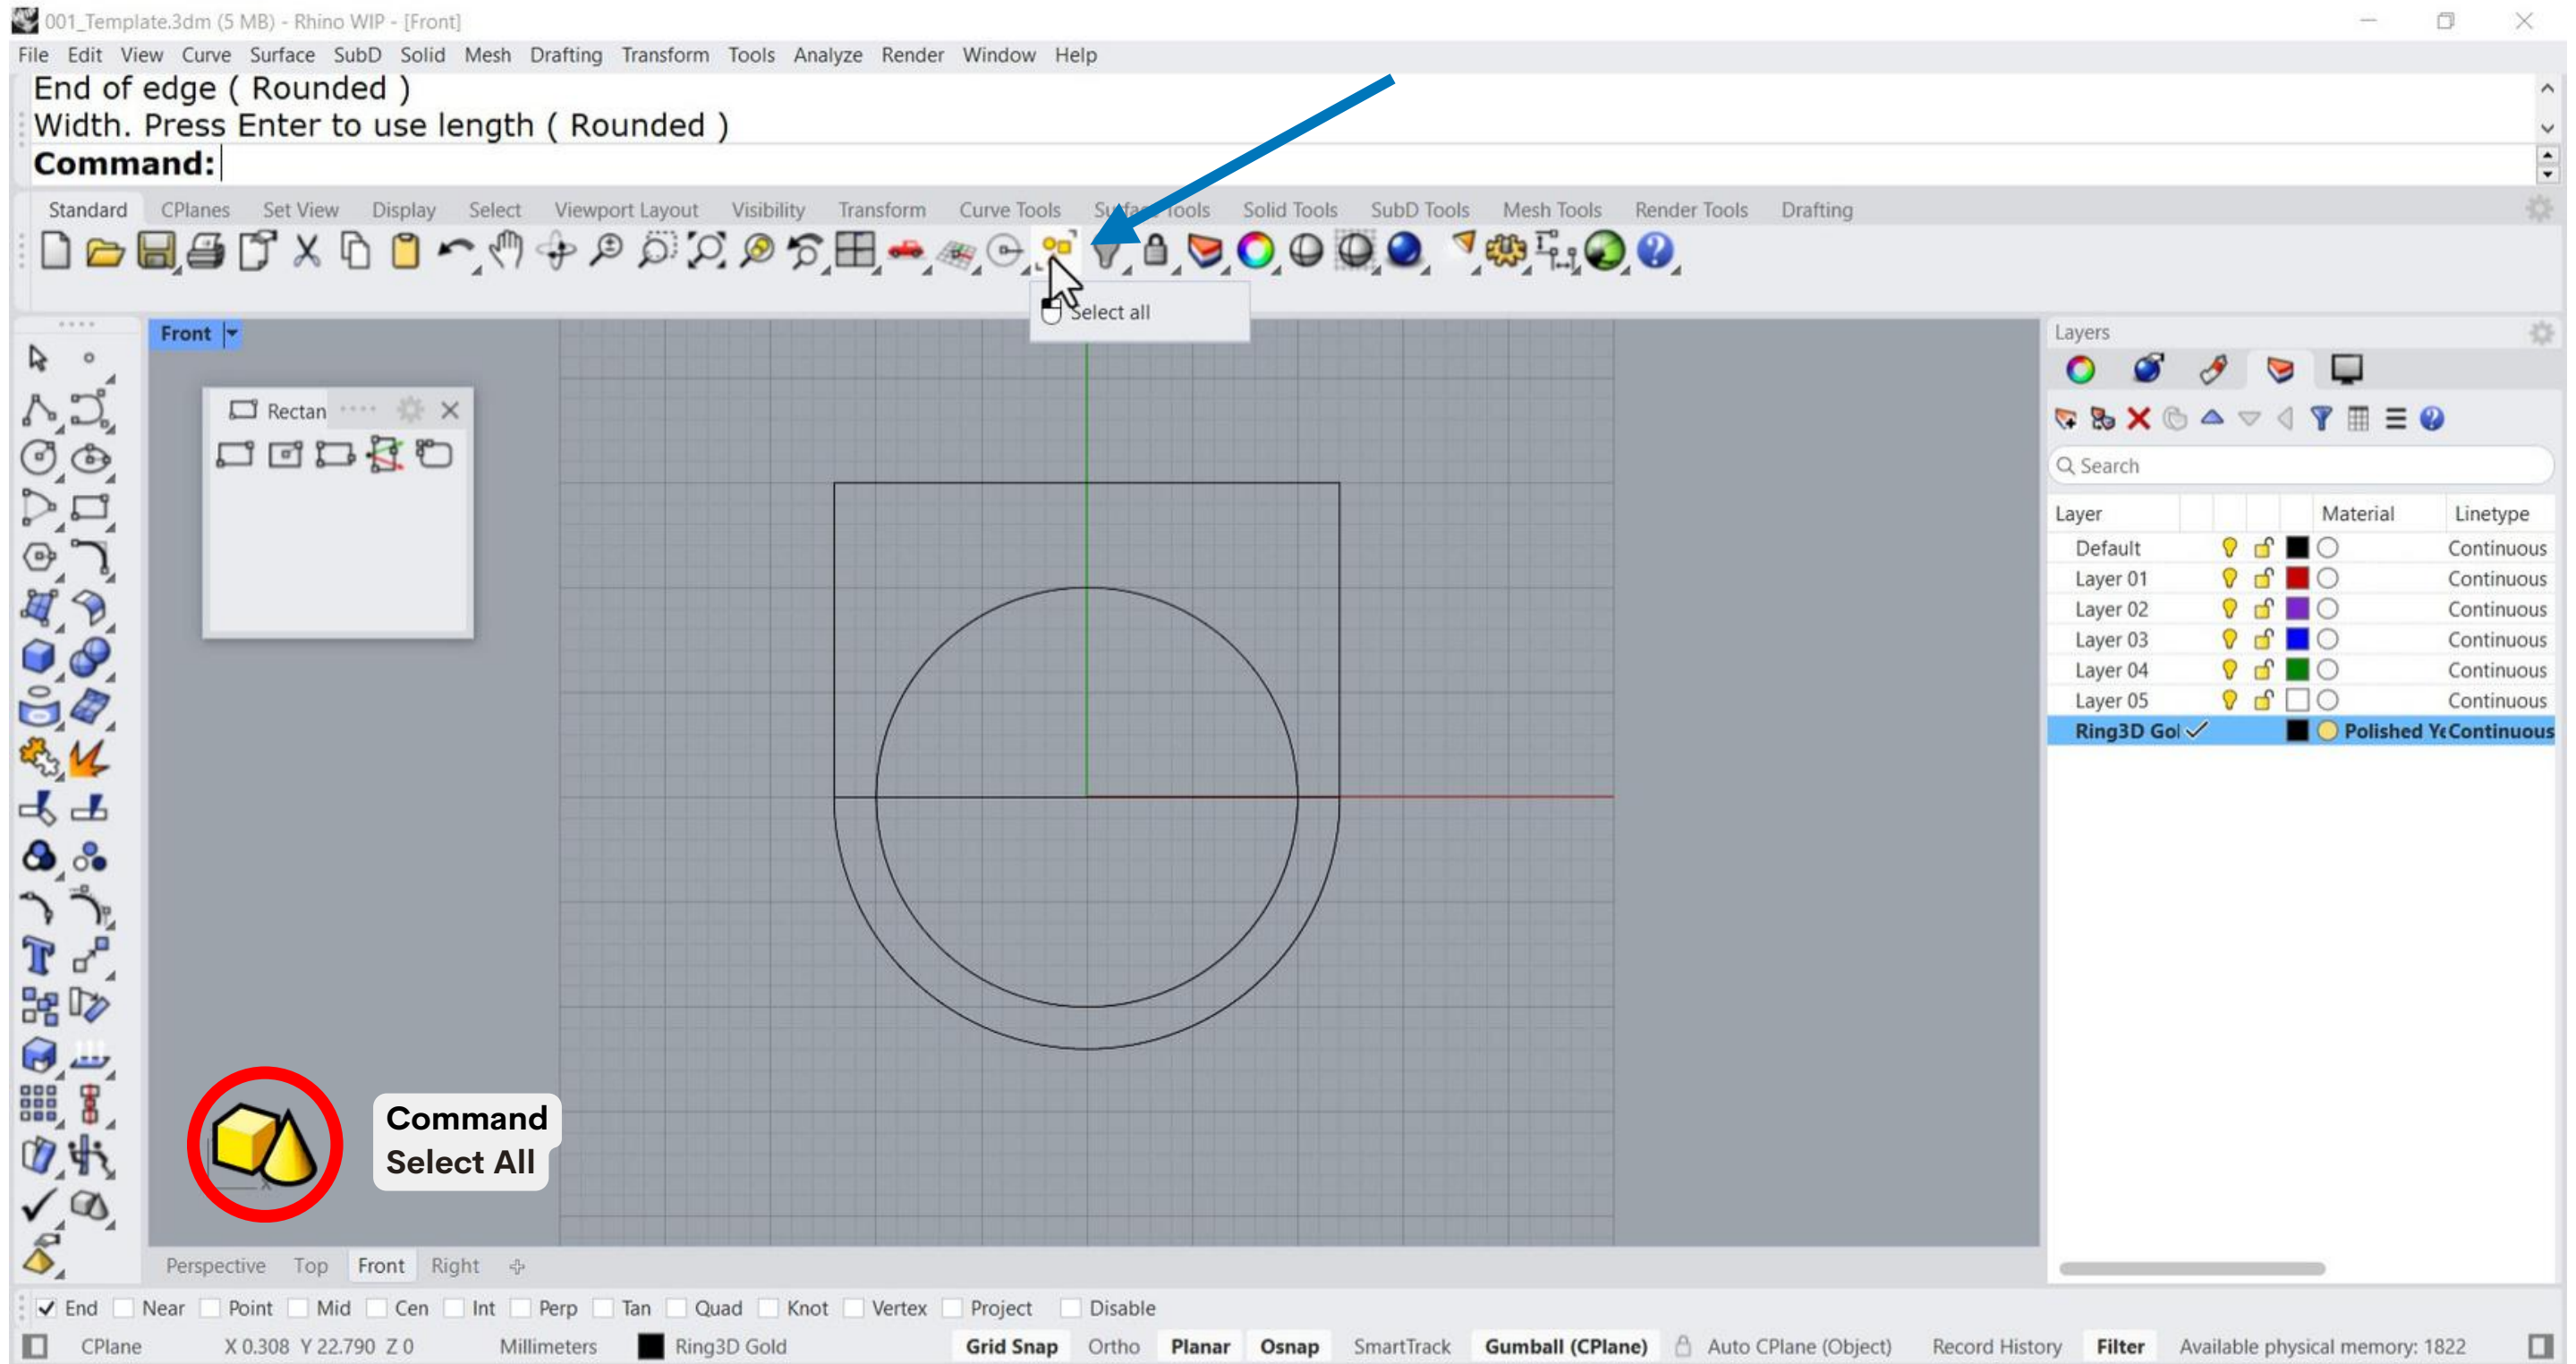 001_Template.3dm (5 MB) - Rhino WIP - [Front]
File Edit View Curve Surface SubD Solid Mesh Drafting Transform Tools Analyze Render Window Help
End of edge ( Rounded )
Width. Press Enter to use length ( Rounded )
Command:
Standard CPlanes Set View Display Select Viewport Layout Visibility Transform Curve Tools Surface Tools Solid Tools SubD Tools Mesh Tools Render Tools Drafting
Select all
Front
Rectan
Layers
Search
Layer Material Linetype
Default Continuous
Layer 01 Continuous
Layer 02 Continuous
Layer 03 Continuous
Layer 04 Continuous
Layer 05 Continuous
Ring3D Gol Polished Ye Continuous
Command
Select All
x
Perspective Top Front Right
End Near Point Mid Cen Int Perp Tan Quad Knot Vertex Project Disable
CPlane X 0.308 Y 22.790 Z 0 Millimeters Ring3D Gold Grid Snap Ortho Planar Osnap SmartTrack Gumball (CPlane) Auto CPlane (Object) Record History Filter Available physical memory: 1822